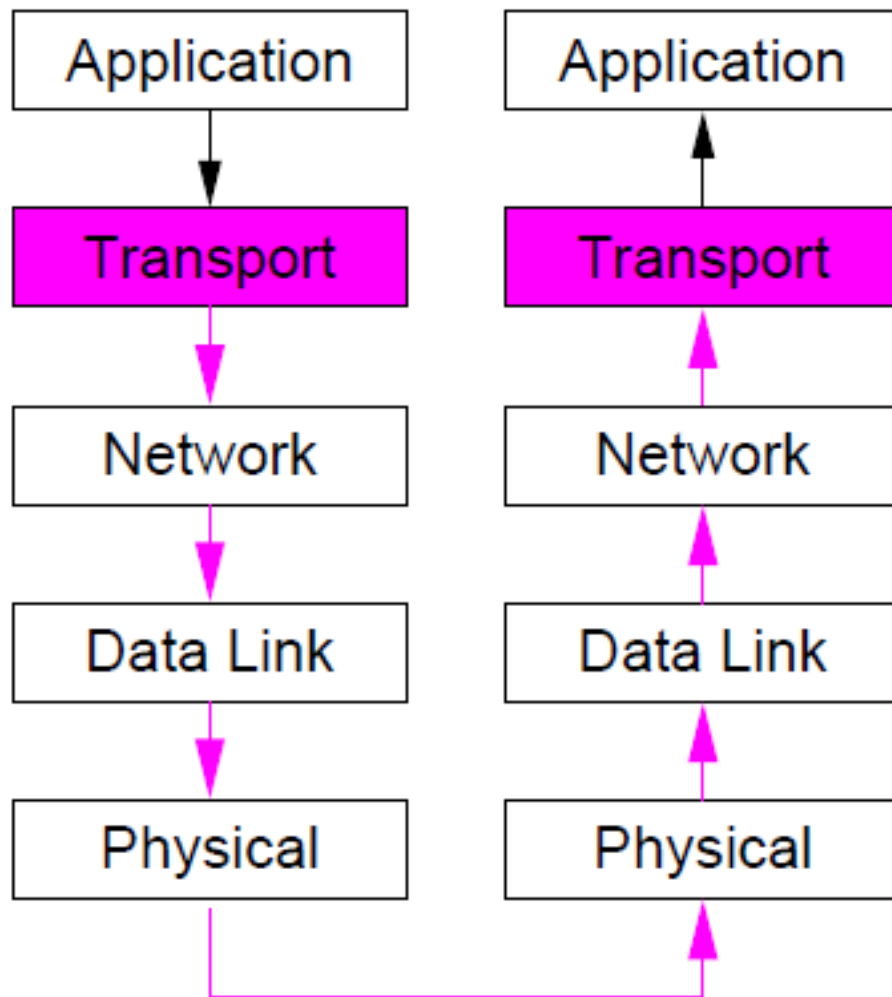 Application
Application
Transport
Transport
Network
Network
Data Link
Data Link
Physical
Physical